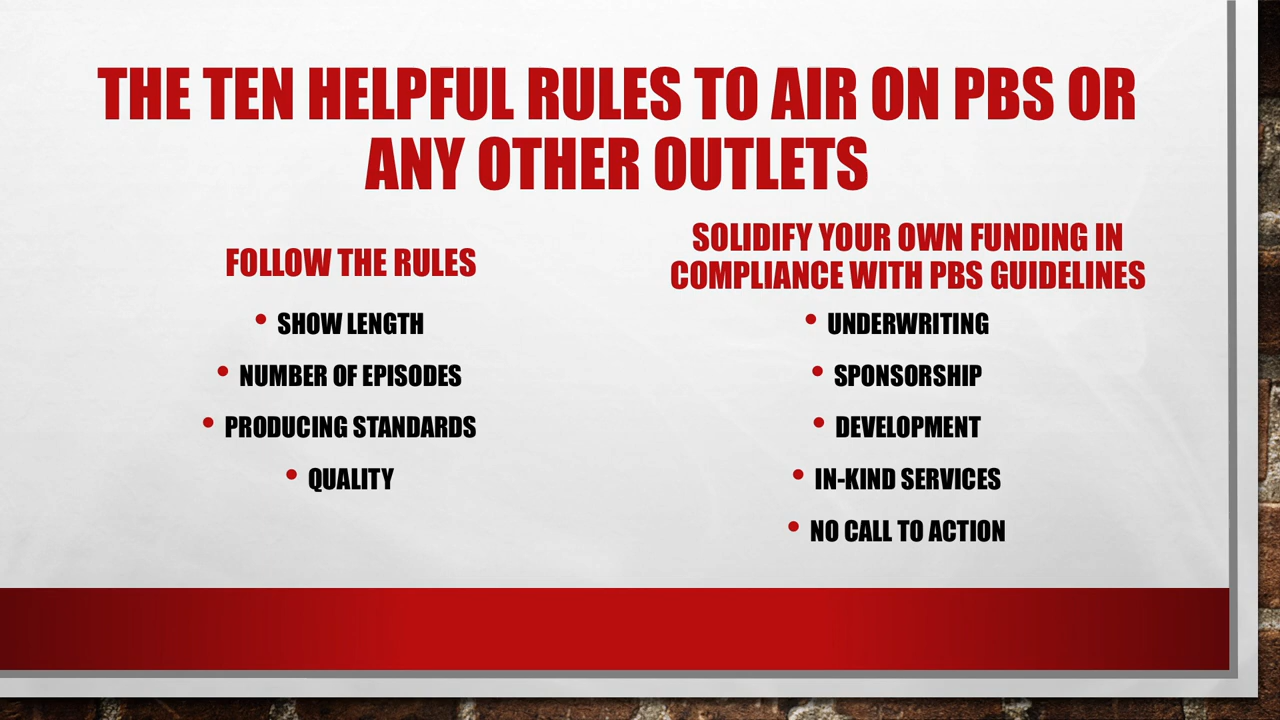 THE TEN HELPFUL RULES TO AIR ON PBS OR
ANY OTHER OUTLETS
FOLLOW THE RULES
• SHOW LENGTH
• NUMBER OF EPISODES
• PRODUCING STANDARDS
• QUALITY
SOLIDIFY YOUR OWN FUNDING IN
COMPLIANCE WITH PBS GUIDELINES
• UNDERWRITING
• SPONSORSHIP
• DEVELOPMENT
• IN-KIND SERVICES
• NO CALL TO ACTION